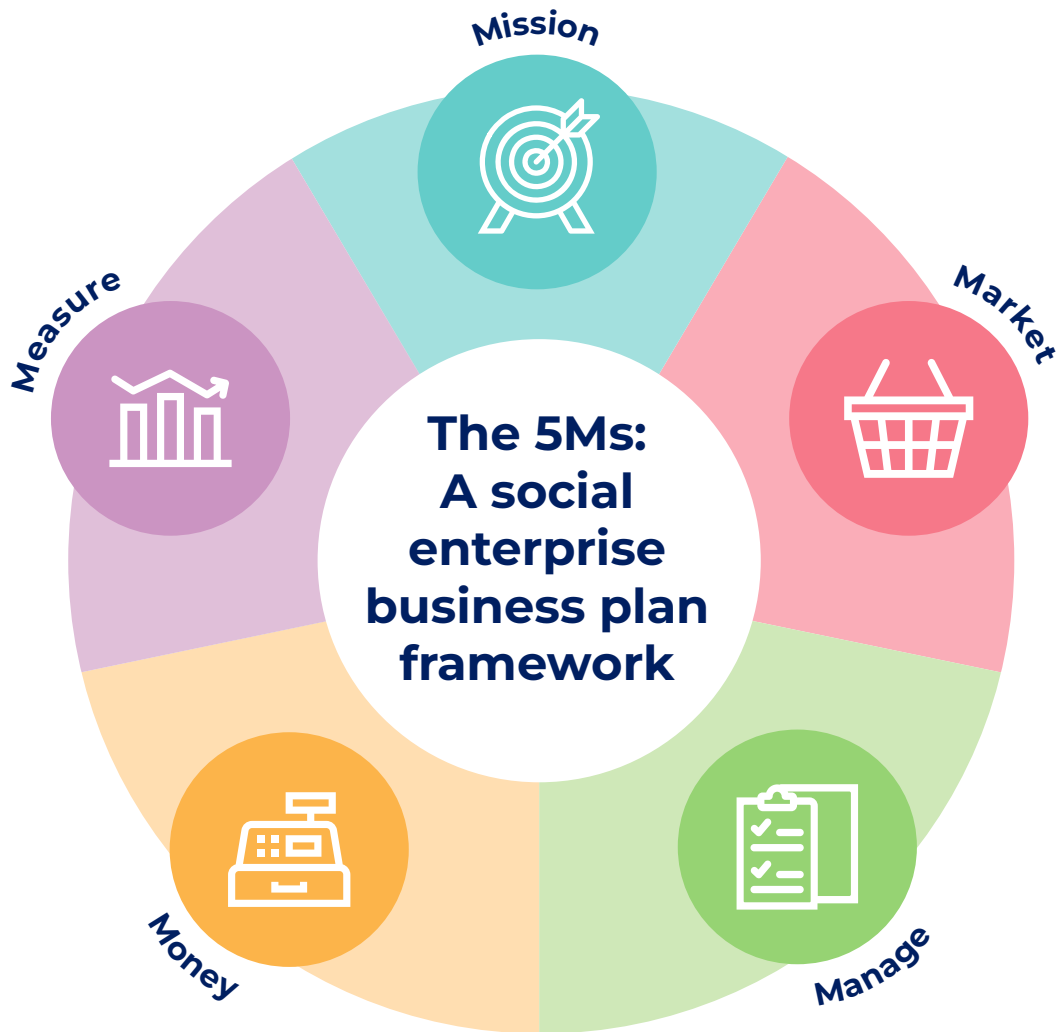 Mission
Measure
Market
The 5Ms:
A social
enterprise
business plan
framework
Money
Manage